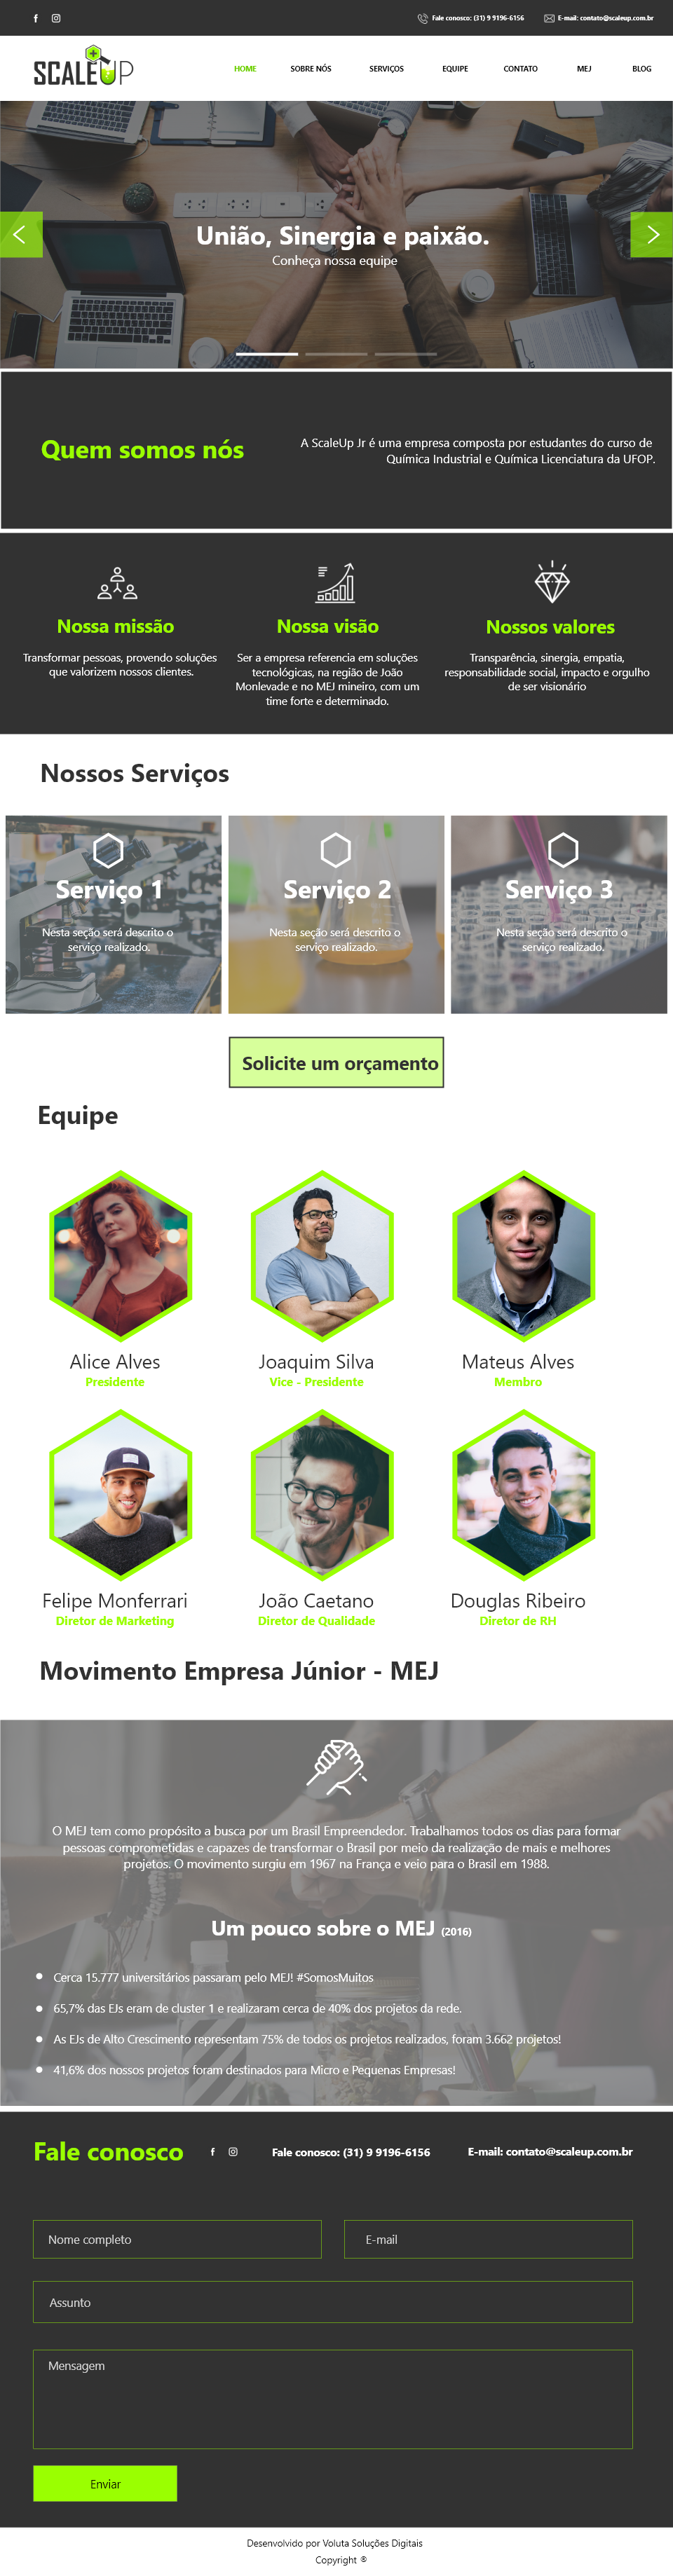 Fale conosco: (31) 9 9196-6156
E-mail: contato@scaleup.com.br
SCALEUP
HOME
SOBRE NÓS
SERVIÇOS
EQUIPE
CONTATO
MEJ
BLOG
União, Sinergia e paixão.
Conheça nossa equipe
Quem somos nós
A ScaleUp Jr é uma empresa composta por estudantes do curso de
Química Industrial e Química Licenciatura da UFOP.
Nossa missão
Transformar pessoas, provendo soluções
que valorizem nossos clientes.
Nossa visão
Ser a empresa referencia em soluções
tecnológicas, na região de João
Monlevade e no MEJ mineiro, com um
time forte e determinado.
Nossos valores
Transparência, sinergia, empatia,
responsabilidade social, impacto e orgulho
de ser visionário
Nossos Serviços
Serviço 1
Nesta seção será descrito o
serviço realizado.
Serviço 2
Nesta seção será descrito o
serviço realizado.
Serviço 3
Nesta seção será descrito o
serviço realizado.
Solicite um orçamento
Equipe
Alice Alves
Presidente
Joaquim Silva
Vice - Presidente
Mateus Alves
Membro
Felipe Monferrari
Diretor de Marketing
João Caetano
Diretor de Qualidade
Douglas Ribeiro
Diretor de RH
Movimento Empresa Júnior - MEJ
O MEJ tem como propósito a busca por um Brasil Empreendedor. Trabalhamos todos os dias para formar
pessoas comprometidas e capazes de transformar o Brasil por meio da realização de mais e melhores
projetos. O movimento surgiu em 1967 na França e veio para o Brasil em 1988.
Um pouco sobre o MEJ (2016)
Cerca 15.777 universitários passaram pelo MEJ! #SomosMuitos
65,7% das EJs eram de cluster 1 e realizaram cerca de 40% dos projetos da rede.
As EJs de Alto Crescimento representam 75% de todos os projetos realizados, foram 3.662 projetos!
41,6% dos nossos projetos foram destinados para Micro e Pequenas Empresas!
Fale conosco
Fale conosco: (31) 9 9196-6156
E-mail: contato@scaleup.com.br
Nome completo
E-mail
Assunto
Mensagem
Enviar
Desenvolvido por Voluta Soluções Digitais
Copyright ®